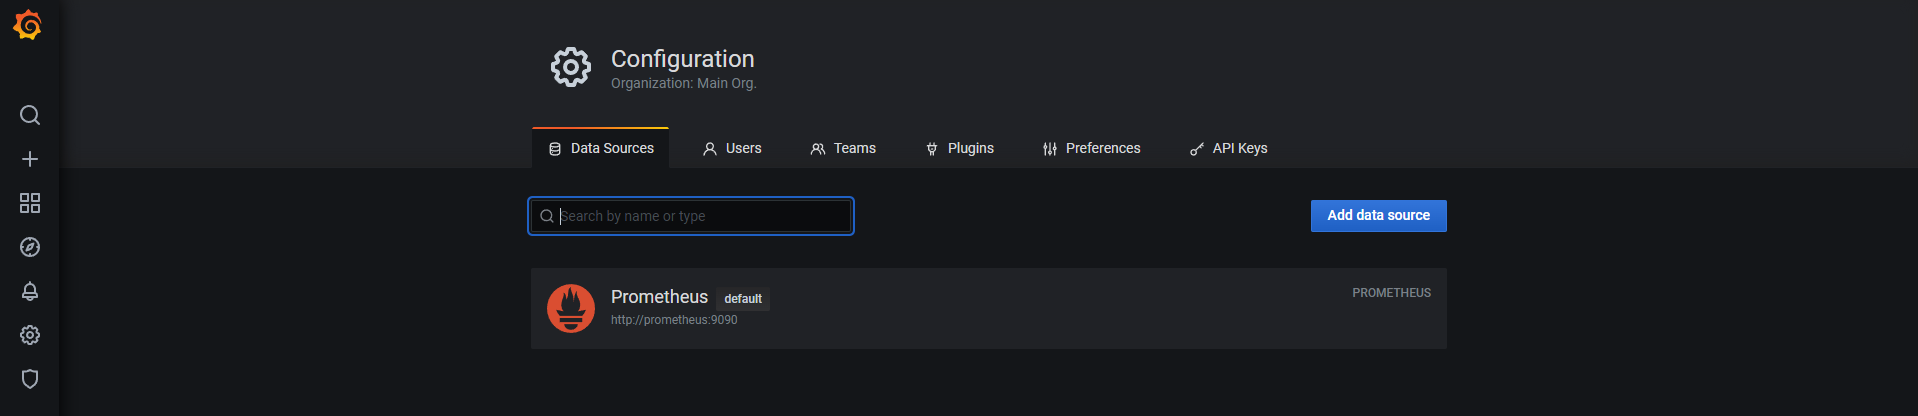 Configuration
Organization: Main Org.
Data Sources
Users
Teams
Plugins
Preferences
API Keys
Search by name or type
Add data source
Prometheus default
PROMETHEUS
http://prometheus:9090